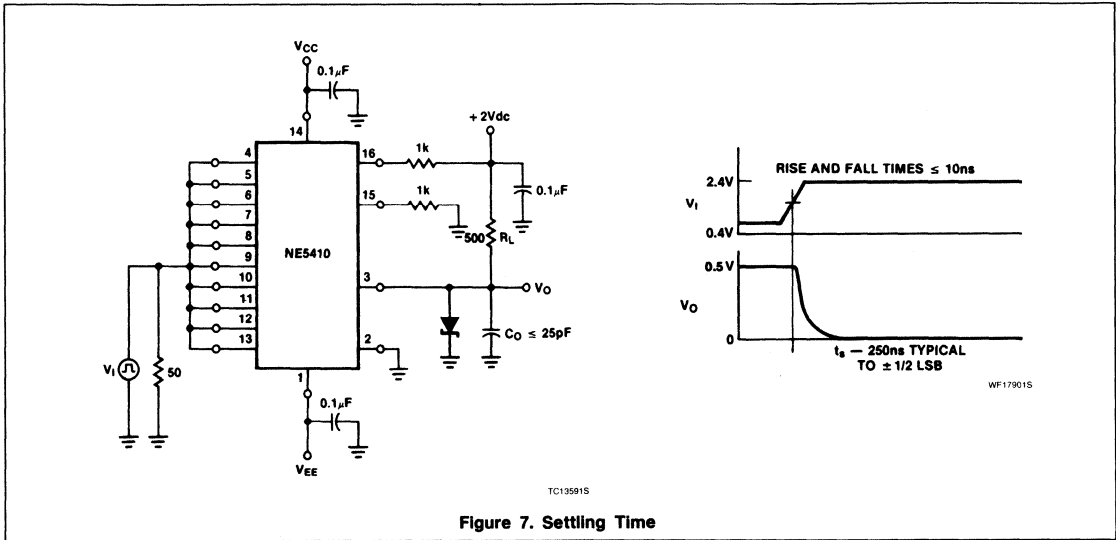 VCC
0.1μF
14
+ 2Vdc
4
5
6
7
8
9
10
11
12
13
NE5410
16
1k
15
1k
0.1μF
500 RL
3
VO
CO ≤ 25pF
2
VI
50
1
0.1μF
VEE
TC13591S
RISE AND FALL TIMES ≤ 10ns
2.4V
VI
0.4V
0.5V
VO
0
ts — 250ns TYPICAL
TO ± 1/2 LSB
WF17901S
Figure 7. Settling Time